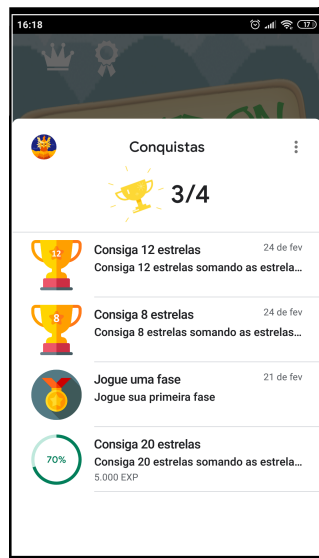 16:18
17
Conquistas
3/4
12
Consiga 12 estrelas
24 de fev
Consiga 12 estrelas somando as estrela...
8
Consiga 8 estrelas
24 de fev
Consiga 8 estrelas somando as estrelas...
Jogue uma fase
21 de fev
Jogue sua primeira fase
70%
Consiga 20 estrelas
Consiga 20 estrelas somando as estrela...
5.000 EXP